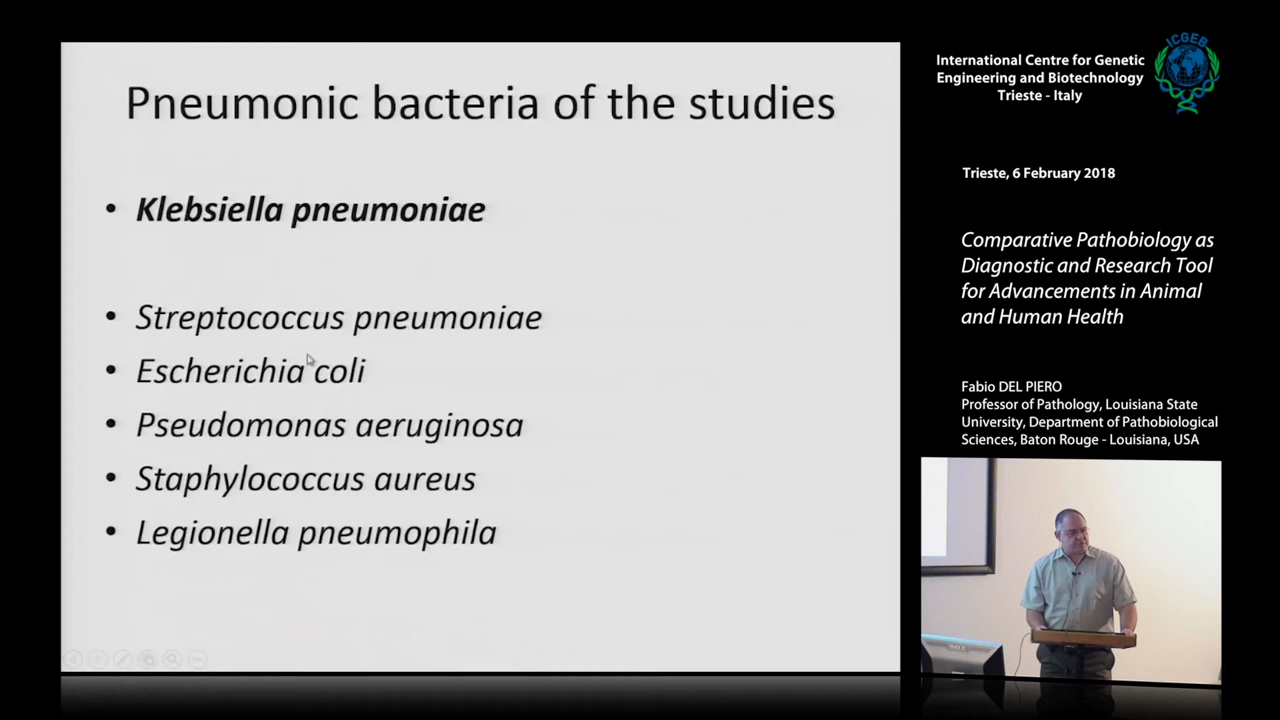 Pneumonic bacteria of the studies
• Klebsiella pneumoniae
• Streptococcus pneumoniae
• Escherichia coli
• Pseudomonas aeruginosa
• Staphylococcus aureus
• Legionella pneumophila
International Centre for Genetic
Engineering and Biotechnology
Trieste - Italy
ICGEB
Trieste, 6 February 2018
Comparative Pathobiology as
Diagnostic and Research Tool
for Advancements in Animal
and Human Health
Fabio DEL PIERO
Professor of Pathology, Louisiana State
University, Department of Pathobiological
Sciences, Baton Rouge - Louisiana, USA